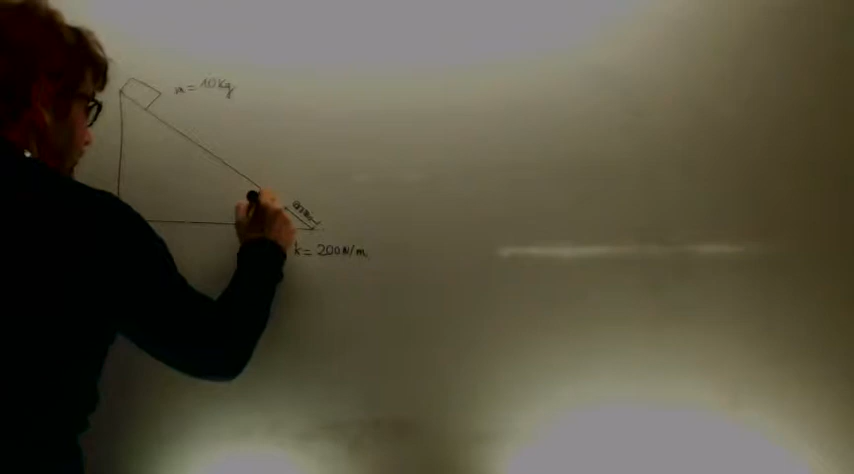 m = 10 Kg
k = 200 N/m